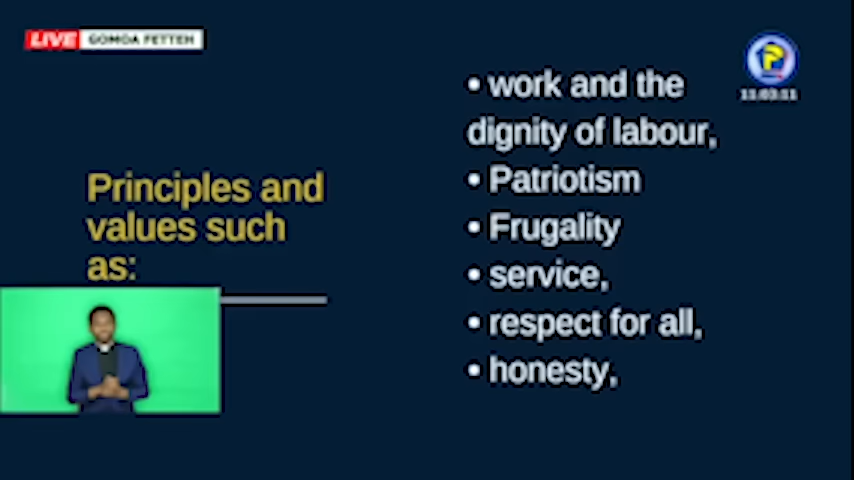 LIVE GOMOA FETTEH
11:03:11
Principles and
values such
as:
• work and the
dignity of labour,
• Patriotism
• Frugality
• service,
• respect for all,
• honesty,